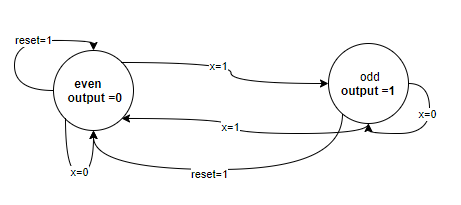 reset=1
even
output =0
x=1
odd
output =1
x=0
x=1
x=0
reset=1